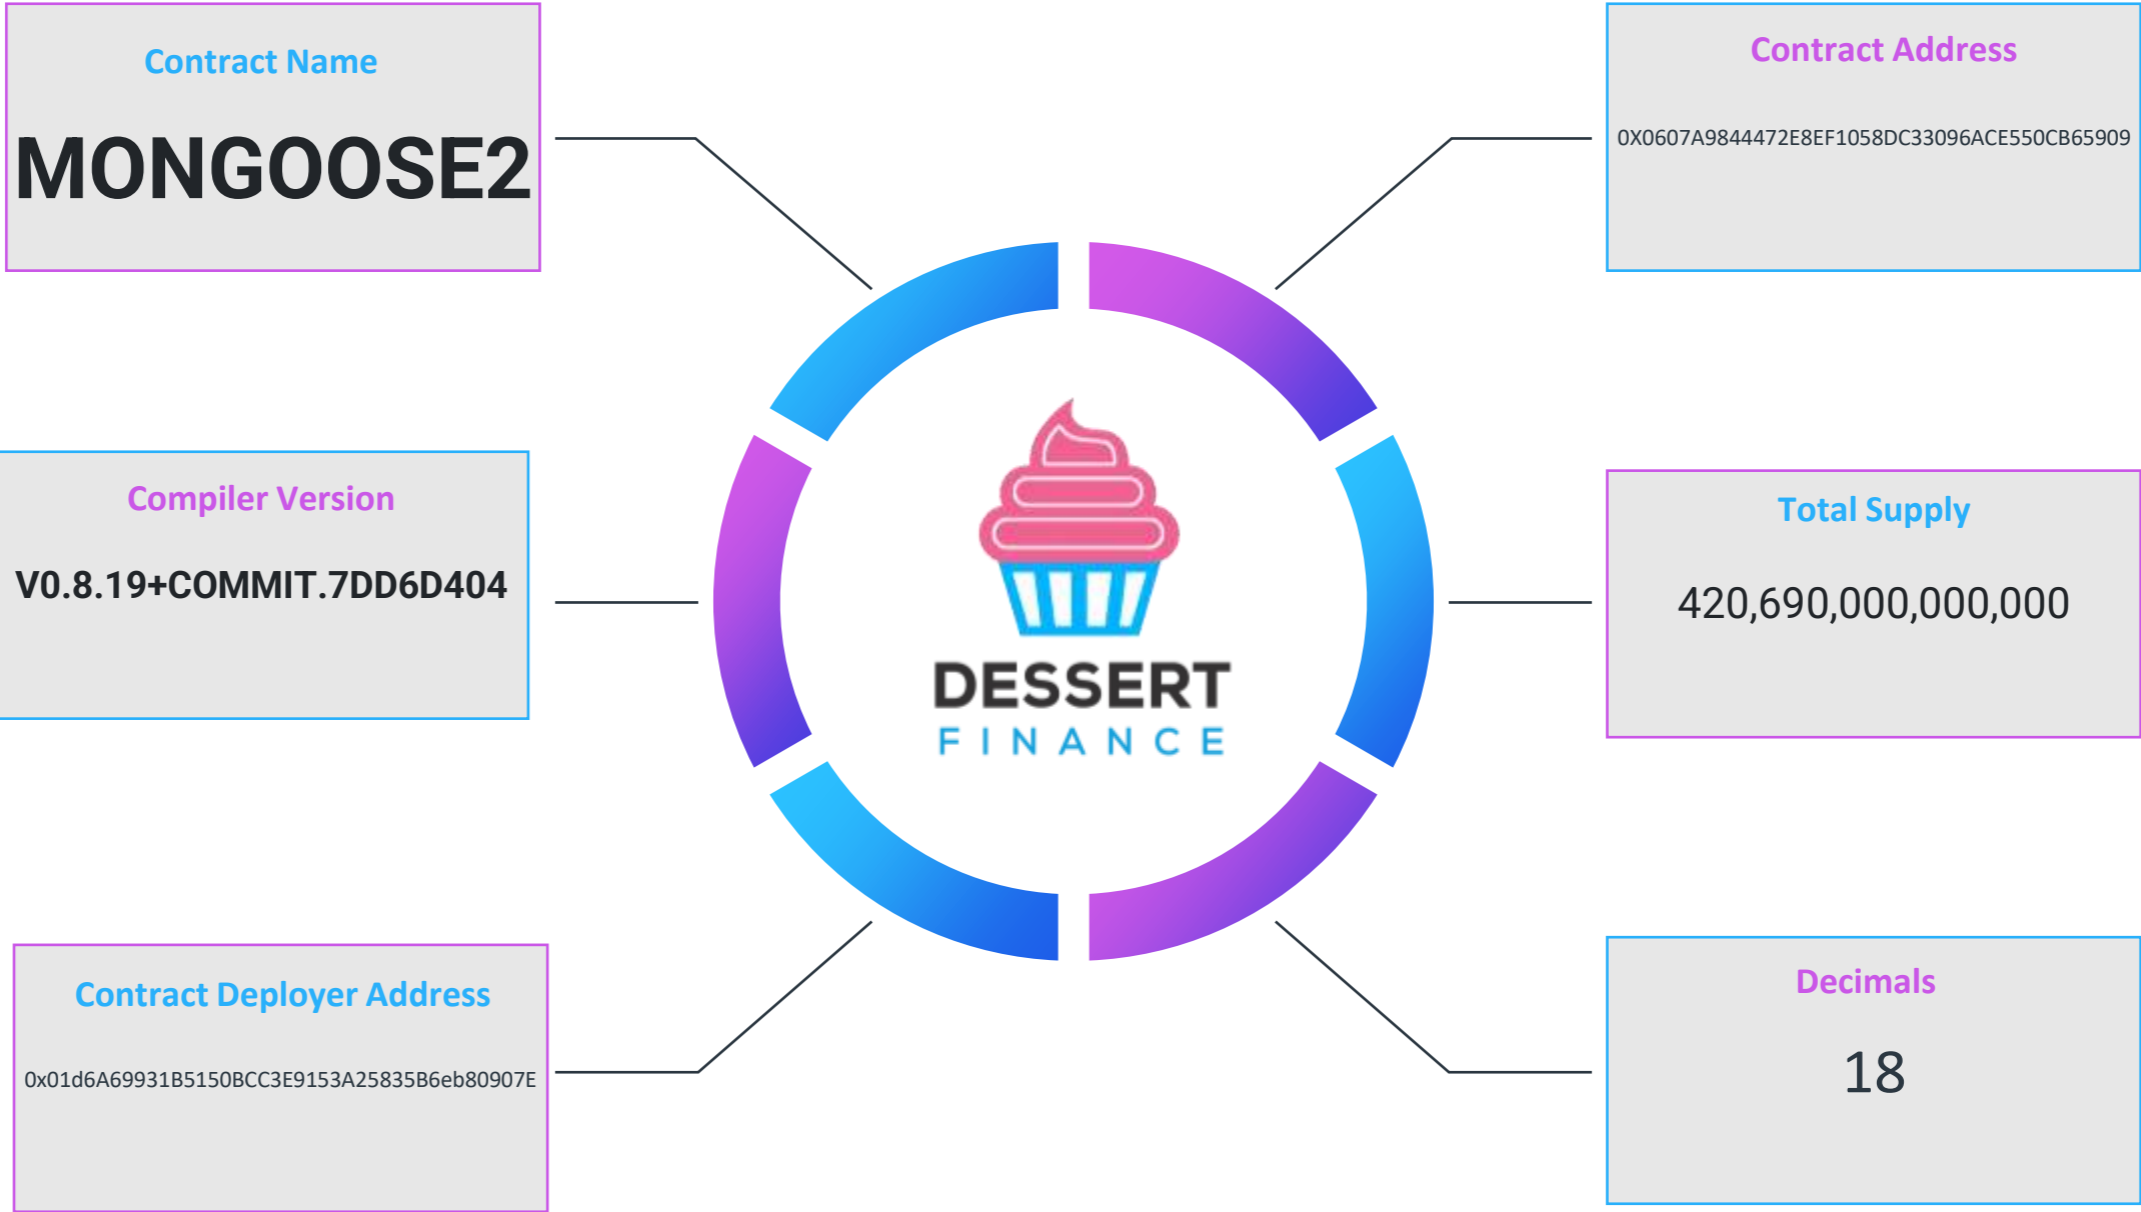 Contract Name
MONGOOSE2
Contract Address
0X0607A9844472E8EF1058DC33096ACE550CB65909
Compiler Version
V0.8.19+COMMIT.7DD6D404
Total Supply
420,690,000,000,000
DESSERT
FINANCE
Contract Deployer Address
0x01d6A69931B5150BCC3E9153A25835B6eb80907E
Decimals
18